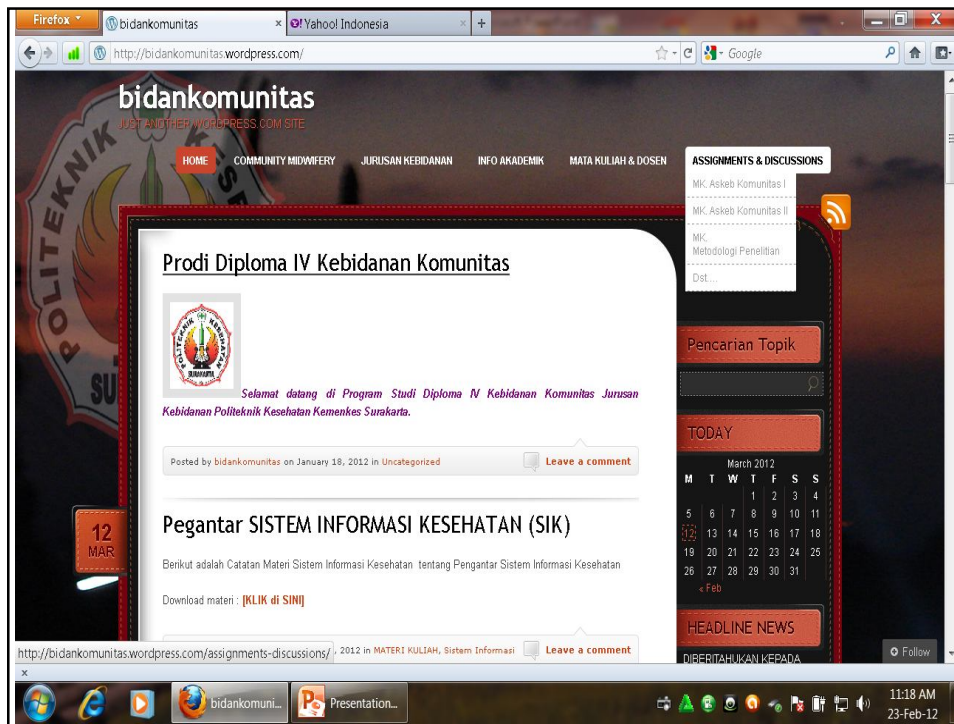 Firefox
bidankomunitas
Yahoo! Indonesia
http://bidankomunitas.wordpress.com/
Google
bidankomunitas
JUST ANOTHER WORDPRESS.COM SITE
HOME COMMUNITY MIDWIFERY JURUSAN KEBIDANAN INFO AKADEMIK MATA KULIAH & DOSEN ASSIGNMENTS & DISCUSSIONS
MK. Askeb Komunitas I
MK. Askeb Komunitas II
MK.
Metodologi Penelitian
Dst....
Prodi Diploma IV Kebidanan Komunitas
POLITEKNIK KESEHATAN
SURAKARTA
Selamat datang di Program Studi Diploma IV Kebidanan Komunitas Jurusan
Kebidanan Politeknik Kesehatan Kemenkes Surakarta.
Posted by bidankomunitas on January 18, 2012 in Uncategorized
Leave a comment
12
MAR
Pegantar SISTEM INFORMASI KESEHATAN (SIK)
Berikut adalah Catatan Materi Sistem Informasi Kesehatan tentang Pengantar Sistem Informasi Kesehatan
Download materi : [KLIK di SINI]
, 2012 in MATERI KULIAH, Sistem Informasi
Leave a comment
Pencarian Topik
TODAY
March 2012
M T W T F S S
1 2 3 4
5 6 7 8 9 10 11
12 13 14 15 16 17 18
19 20 21 22 23 24 25
26 27 28 29 30 31
« Feb
HEADLINE NEWS
DIBERITAHUKAN KEPADA
Follow
http://bidankomunitas.wordpress.com/assignments-discussions/
x
bidankomuni...
Presentation...
11:18 AM
23-Feb-12